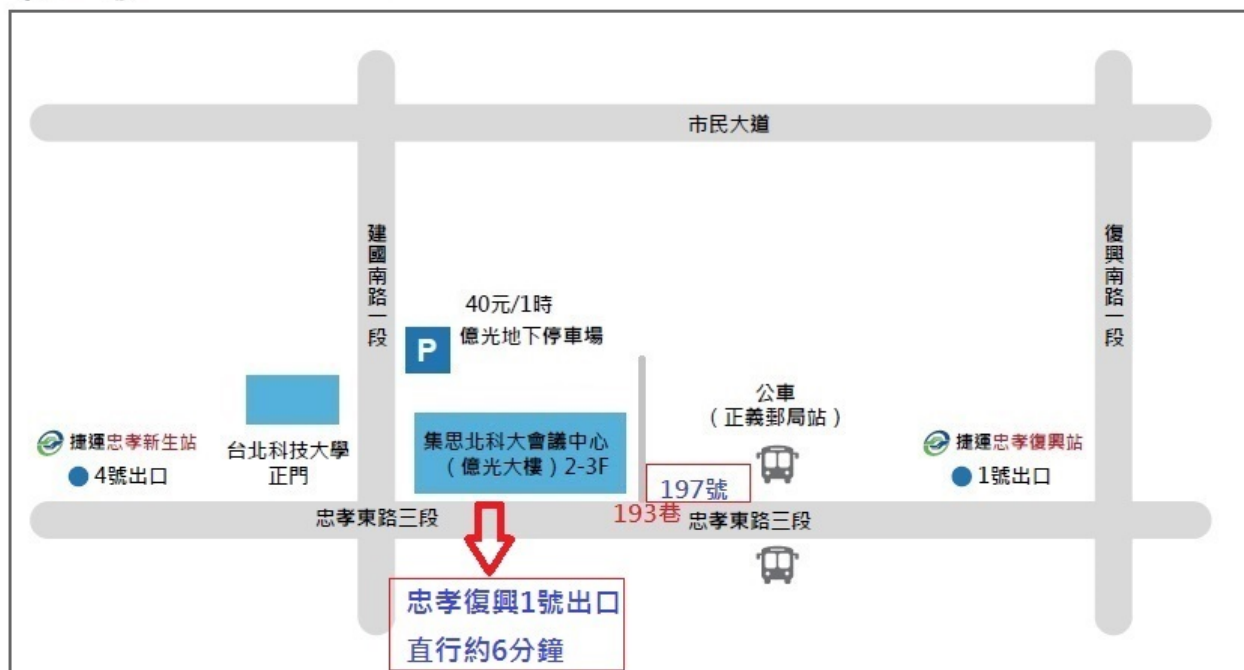 市民大道
建國南路一段
復興南路一段
40元/1時
億光地下停車場
P
公車
（正義郵局站）
捷運忠孝新生站
4號出口
台北科技大學
正門
集思北科大會議中心
（億光大樓）2-3F
捷運忠孝復興站
1號出口
197號
193巷
忠孝東路三段
忠孝東路三段
忠孝復興1號出口
直行約6分鐘